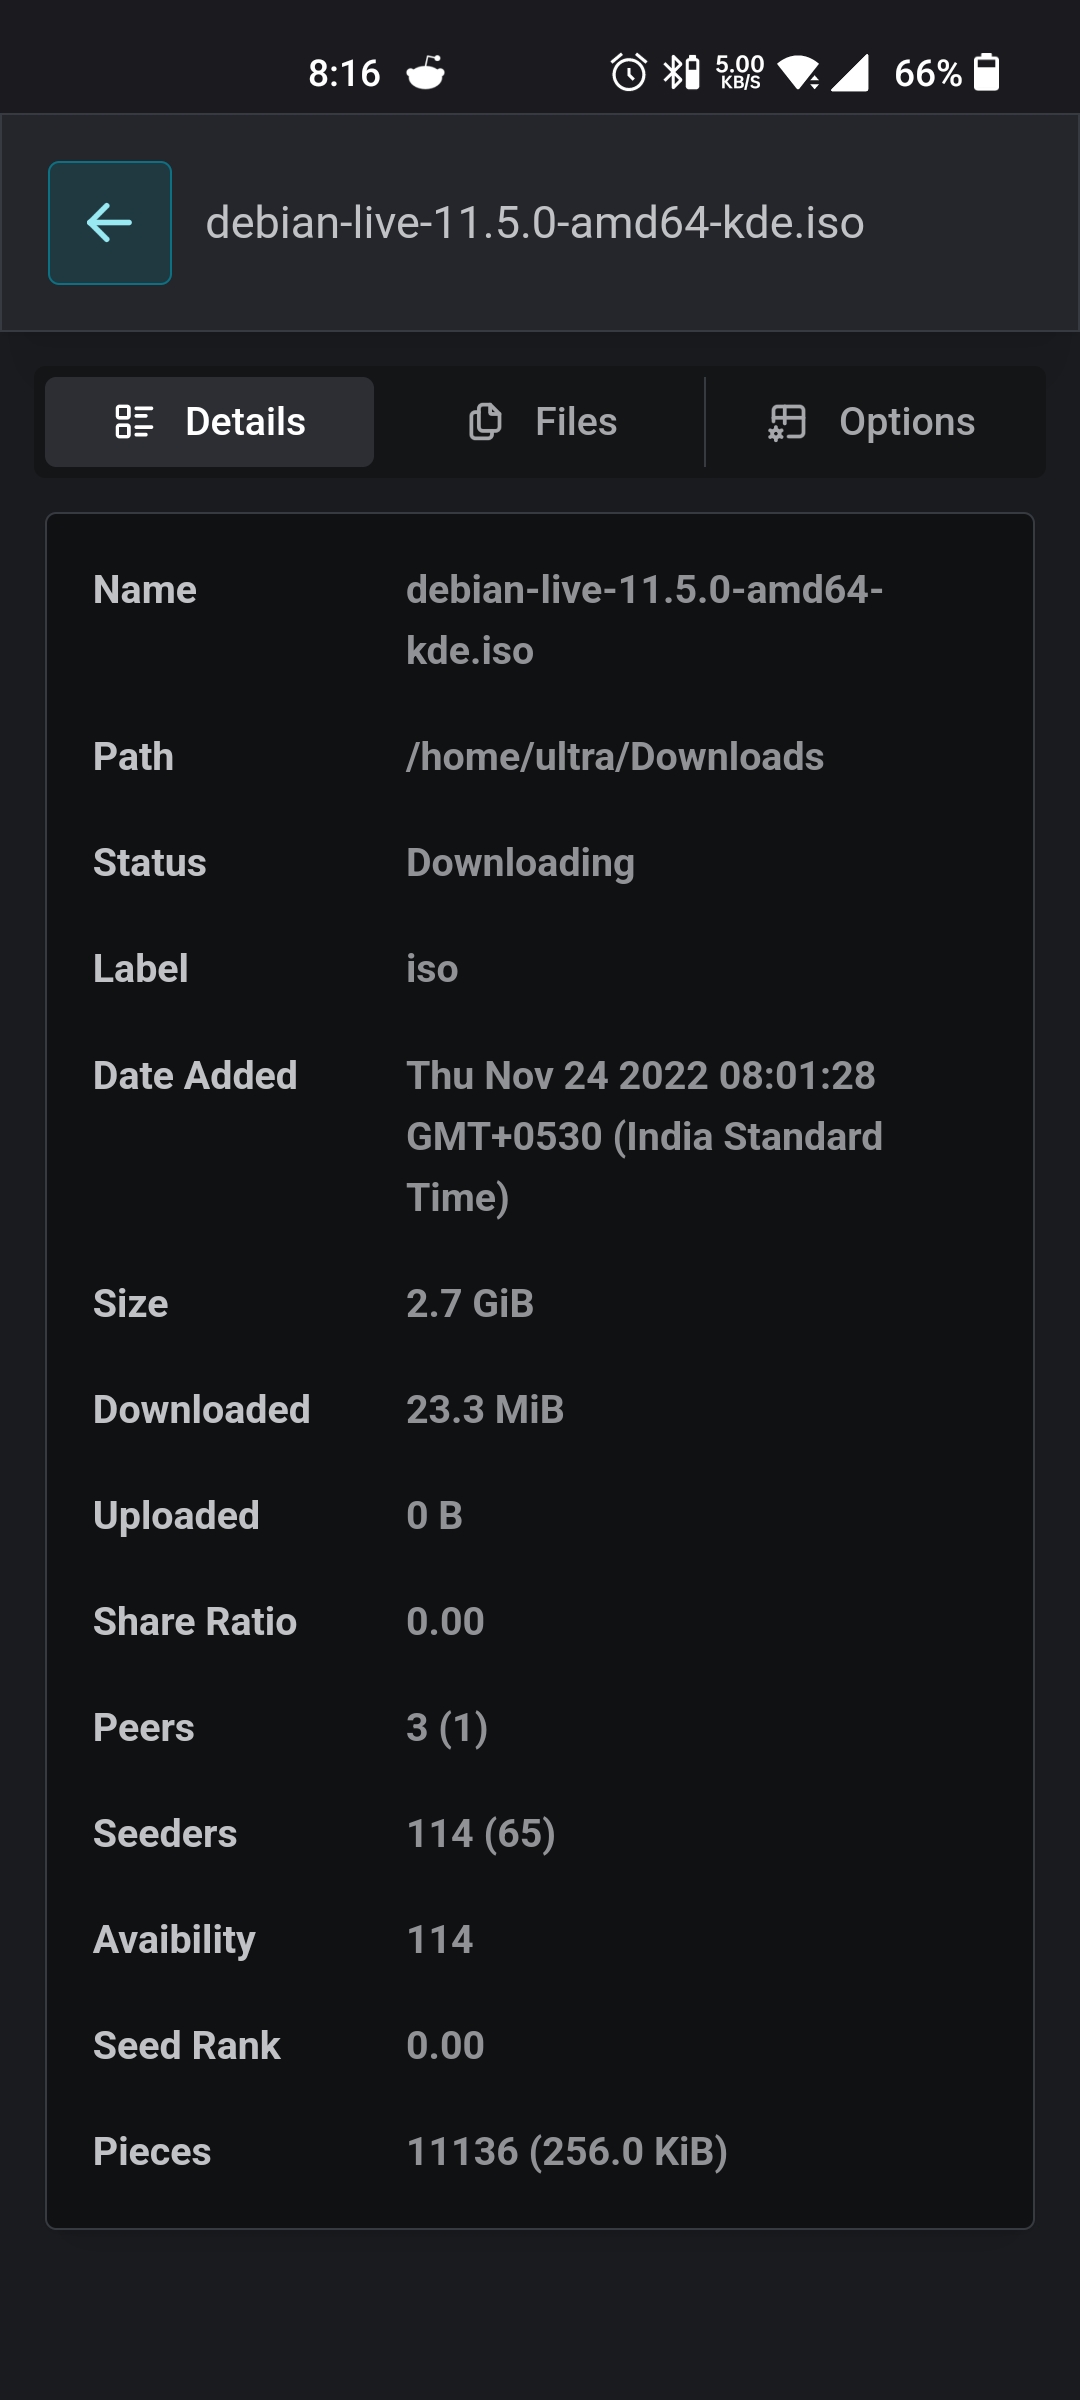 8:16 5.00 KB/S 66%
debian-live-11.5.0-amd64-kde.iso
Details Files Options
Name debian-live-11.5.0-amd64-
kde.iso
Path /home/ultra/Downloads
Status Downloading
Label iso
Date Added Thu Nov 24 2022 08:01:28
GMT+0530 (India Standard
Time)
Size 2.7 GiB
Downloaded 23.3 MiB
Uploaded 0 B
Share Ratio 0.00
Peers 3 (1)
Seeders 114 (65)
Avaibility 114
Seed Rank 0.00
Pieces 11136 (256.0 KiB)